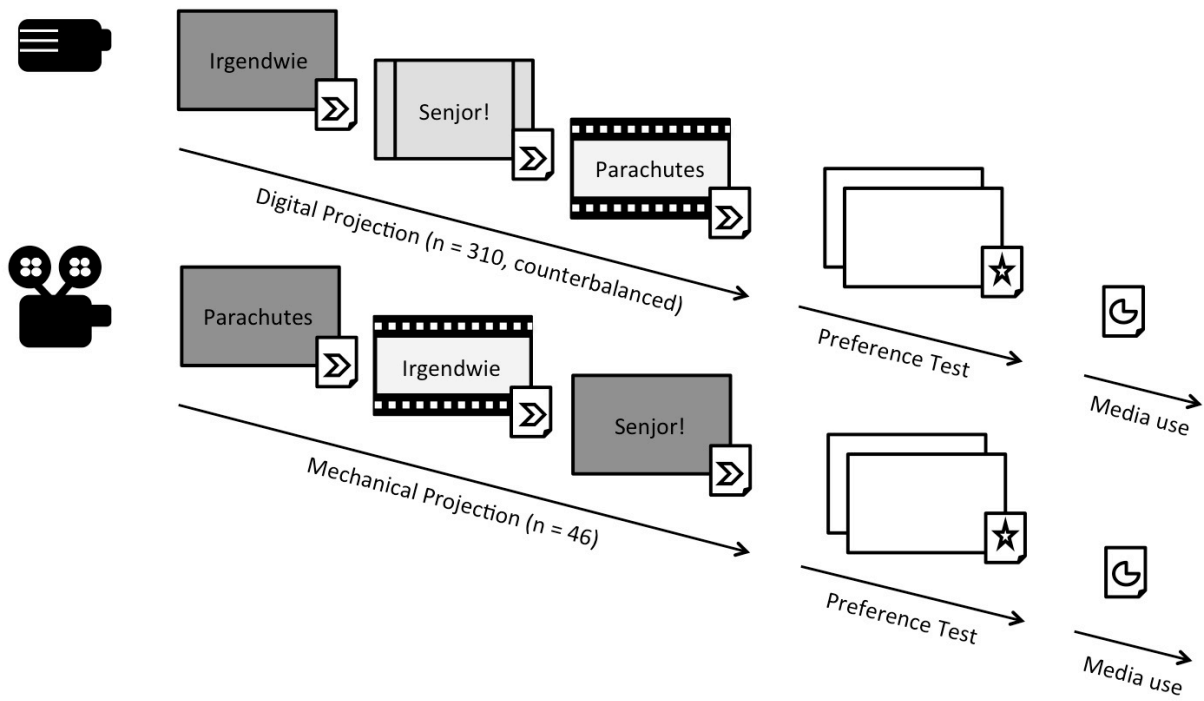 Irgendwie
Senjor!
Parachutes
Digital Projection (n = 310, counterbalanced)
Preference Test
Media use
Parachutes
Irgendwie
Senjor!
Mechanical Projection (n = 46)
Preference Test
Media use